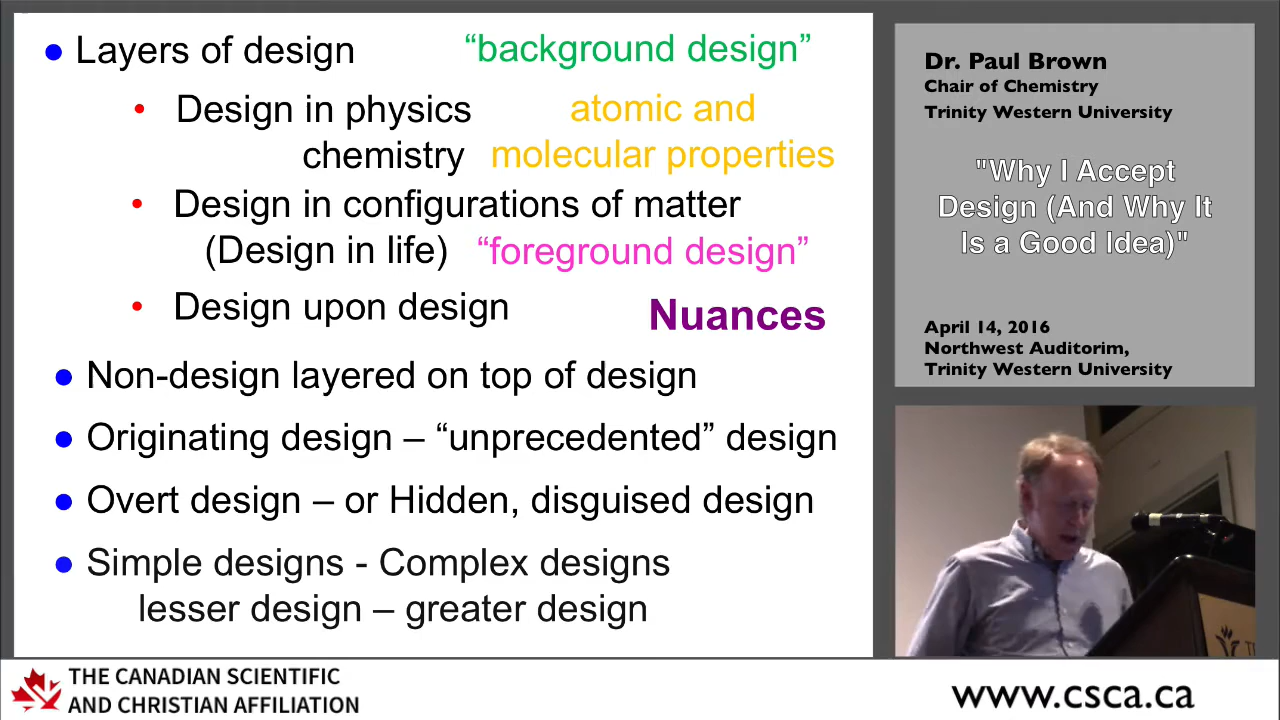 ● Layers of design “background design”
• Design in physics atomic and
chemistry molecular properties
• Design in configurations of matter
(Design in life) “foreground design”
• Design upon design Nuances
● Non-design layered on top of design
● Originating design – “unprecedented” design
● Overt design – or Hidden, disguised design
● Simple designs - Complex designs
lesser design – greater design
Dr. Paul Brown
Chair of Chemistry
Trinity Western University
"Why I Accept
Design (And Why It
Is a Good Idea)"
April 14, 2016
Northwest Auditorim,
Trinity Western University
THE CANADIAN SCIENTIFIC
AND CHRISTIAN AFFILIATION
www.csca.ca